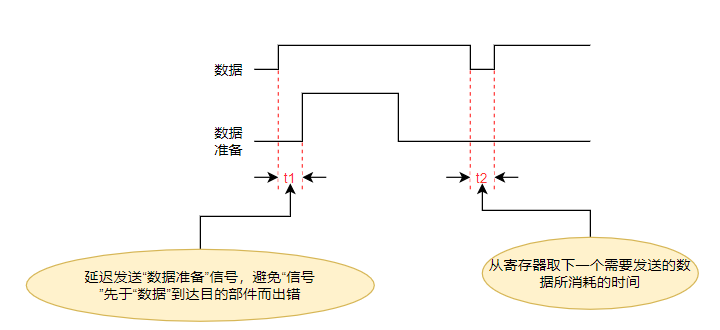 数据
数据
准备
t1
t2
延迟发送“数据准备”信号，避免“信号
”先于“数据”到达目的部件而出错
从寄存器取下一个需要发送的数
据所消耗的时间